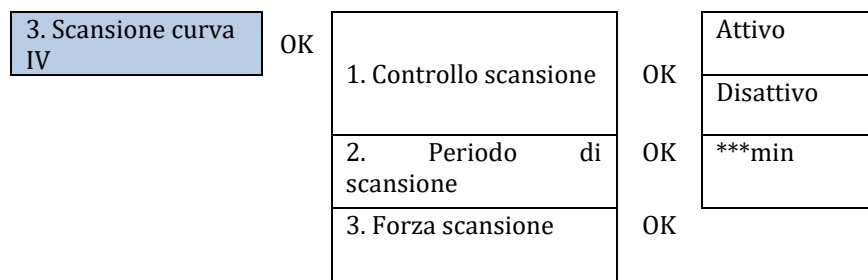 3. Scansione curva
IV
OK
1. Controllo scansione
OK
Attivo
Disattivo
2. Periodo di
scansione
OK
***min
3. Forza scansione
OK